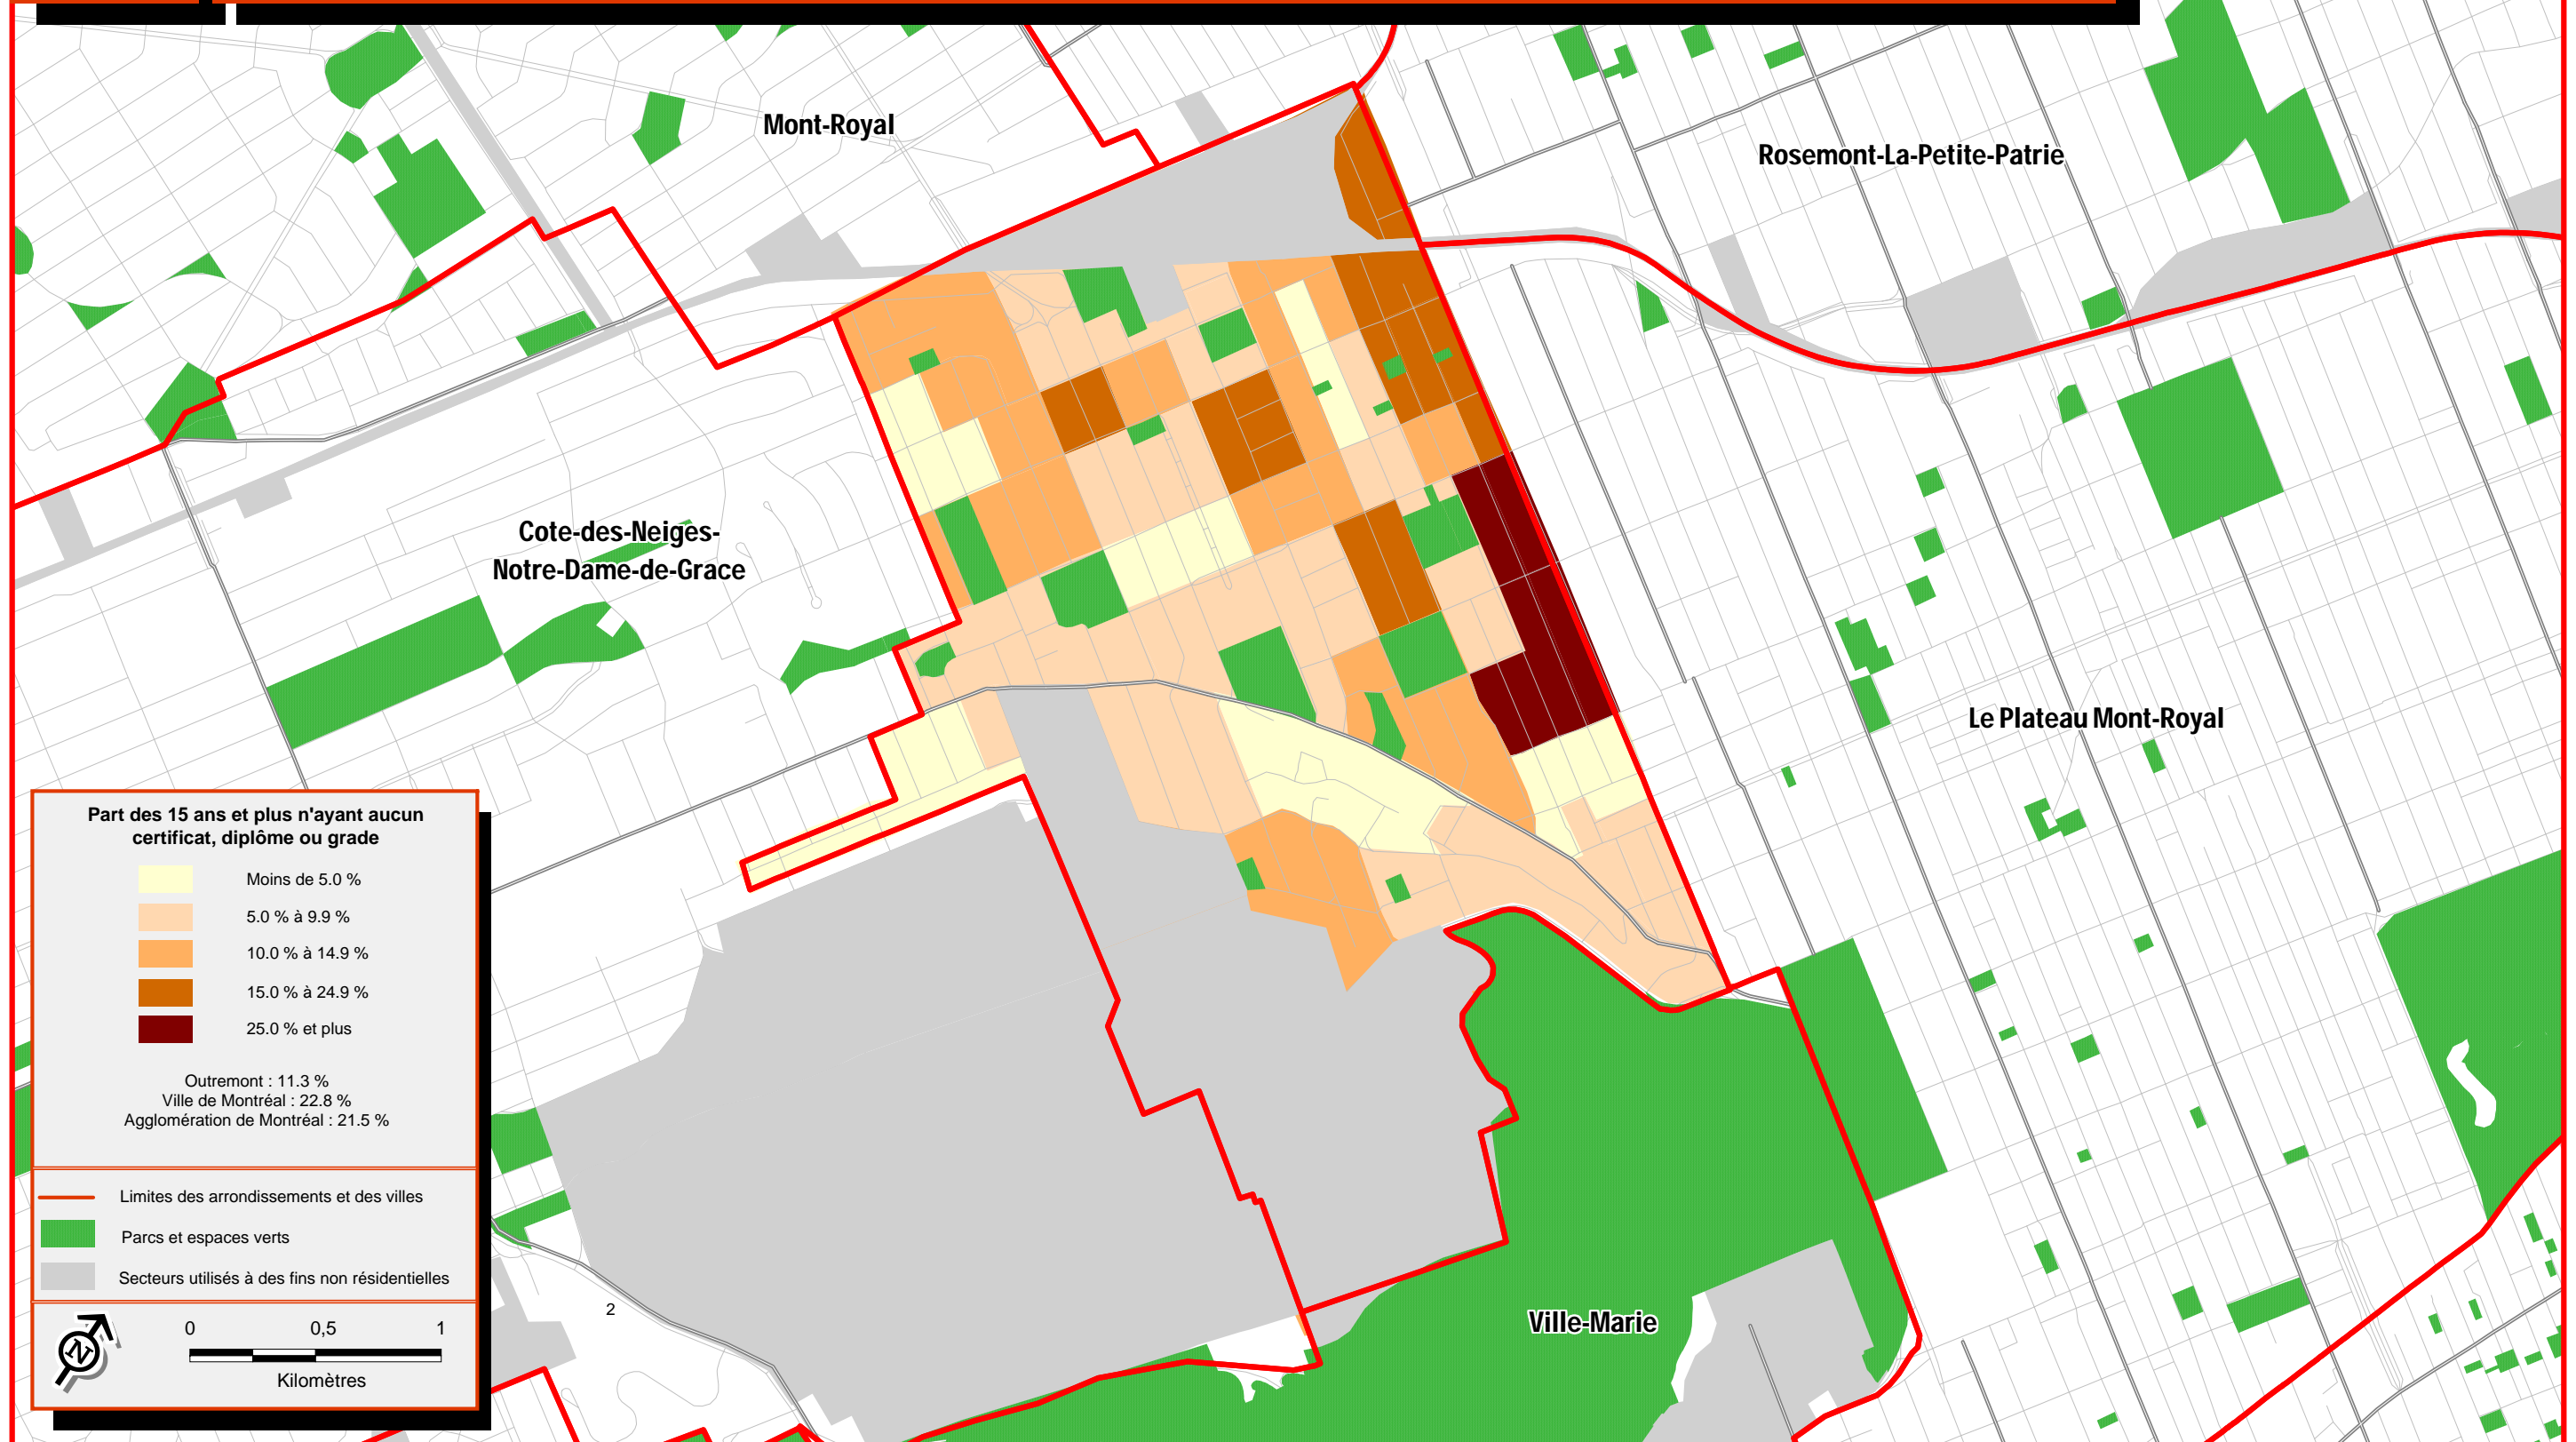 Mont-Royal
Rosemont-La-Petite-Patrie
Cote-des-Neiges-
Notre-Dame-de-Grace
Le Plateau Mont-Royal
Part des 15 ans et plus n'ayant aucun
certificat, diplôme ou grade
Moins de 5.0 %
5.0 % à 9.9 %
10.0 % à 14.9 %
15.0 % à 24.9 %
25.0 % et plus
Outremont : 11.3 %
Ville de Montréal : 22.8 %
Agglomération de Montréal : 21.5 %
Limites des arrondissements et des villes
Parcs et espaces verts
Secteurs utilisés à des fins non résidentielles
N
0 0,5 1
Kilomètres
2
Ville-Marie